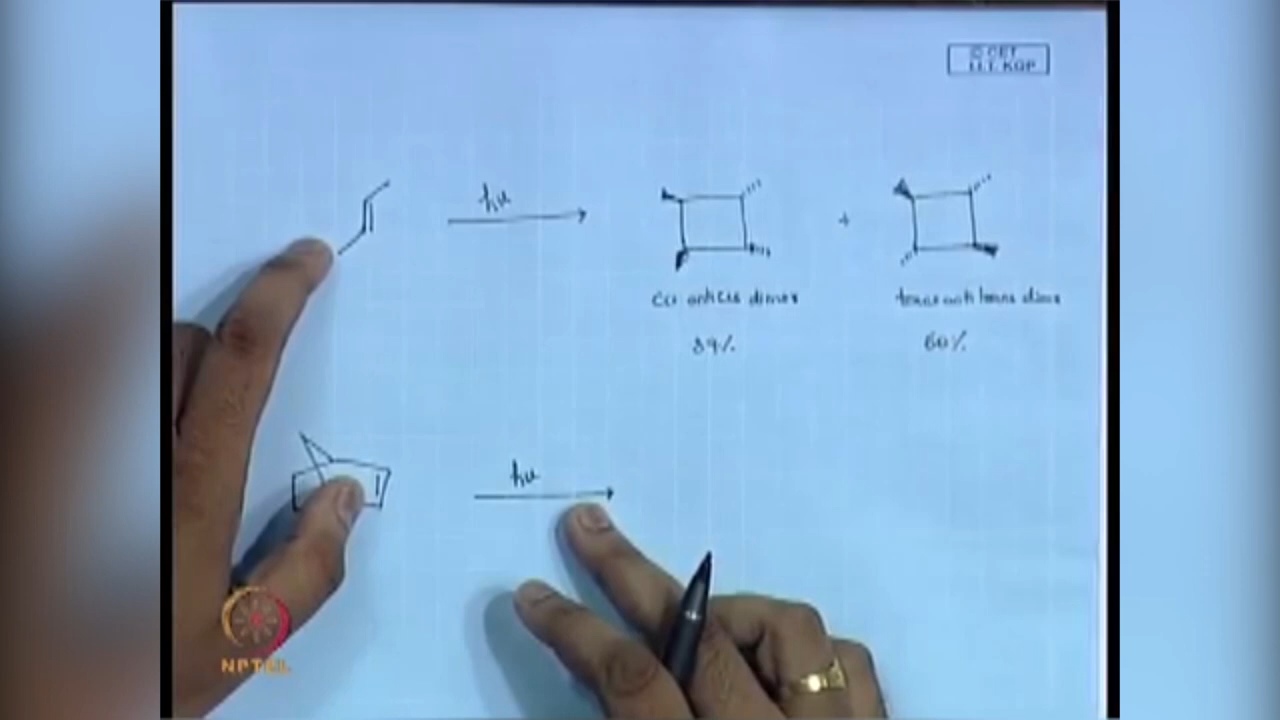 © CET
I.I.T. KGP
hν
+
cis anti cis dimer
trans anti trans dimer
39%
60%
hν
NPTEL